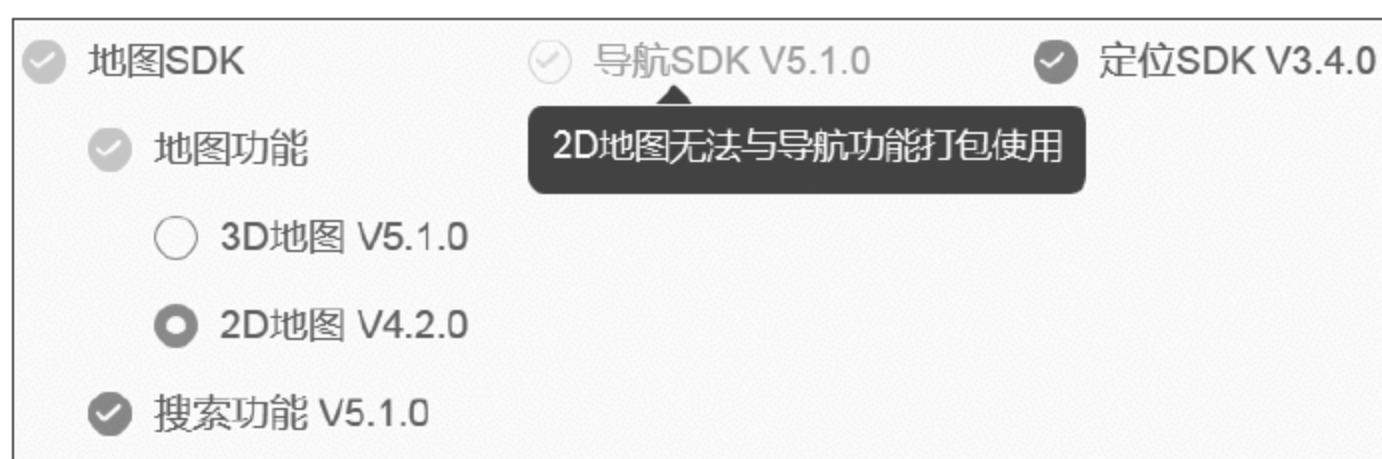 地图SDK 导航SDK V5.1.0 定位SDK V3.4.0
地图功能 2D地图无法与导航功能打包使用
3D地图 V5.1.0
2D地图 V4.2.0
搜索功能 V5.1.0